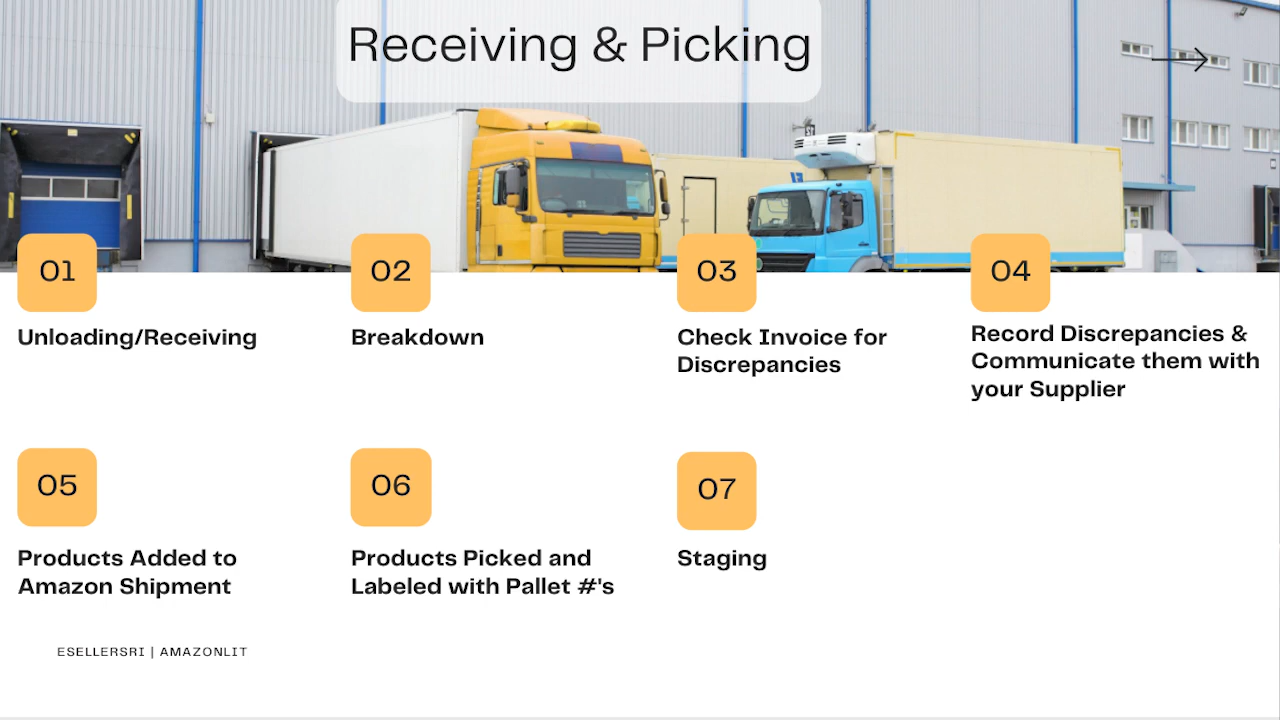 Receiving & Picking
01
Unloading/Receiving
02
Breakdown
03
Check Invoice for
Discrepancies
04
Record Discrepancies &
Communicate them with
your Supplier
05
Products Added to
Amazon Shipment
06
Products Picked and
Labeled with Pallet #'s
07
Staging
ESELLERSRI | AMAZONLIT